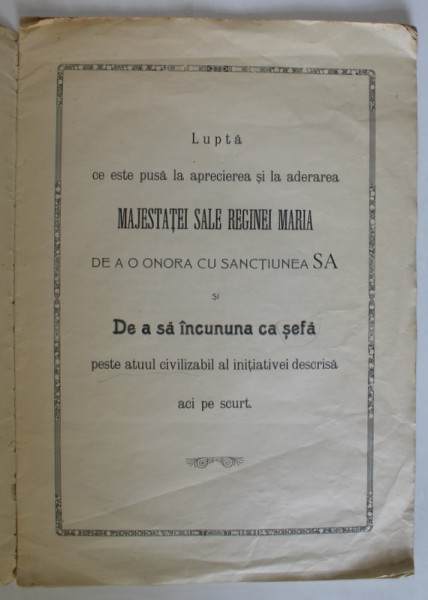 Luptă
ce este pusă la aprecierea și la aderarea
MAJESTAȚEI SALE REGINEI MARIA
DE A O ONORA CU SANCȚIUNEA SA
și
De a să încununa ca șefă
peste atuul civilizabil al inițiativei descrisă
aci pe scurt.